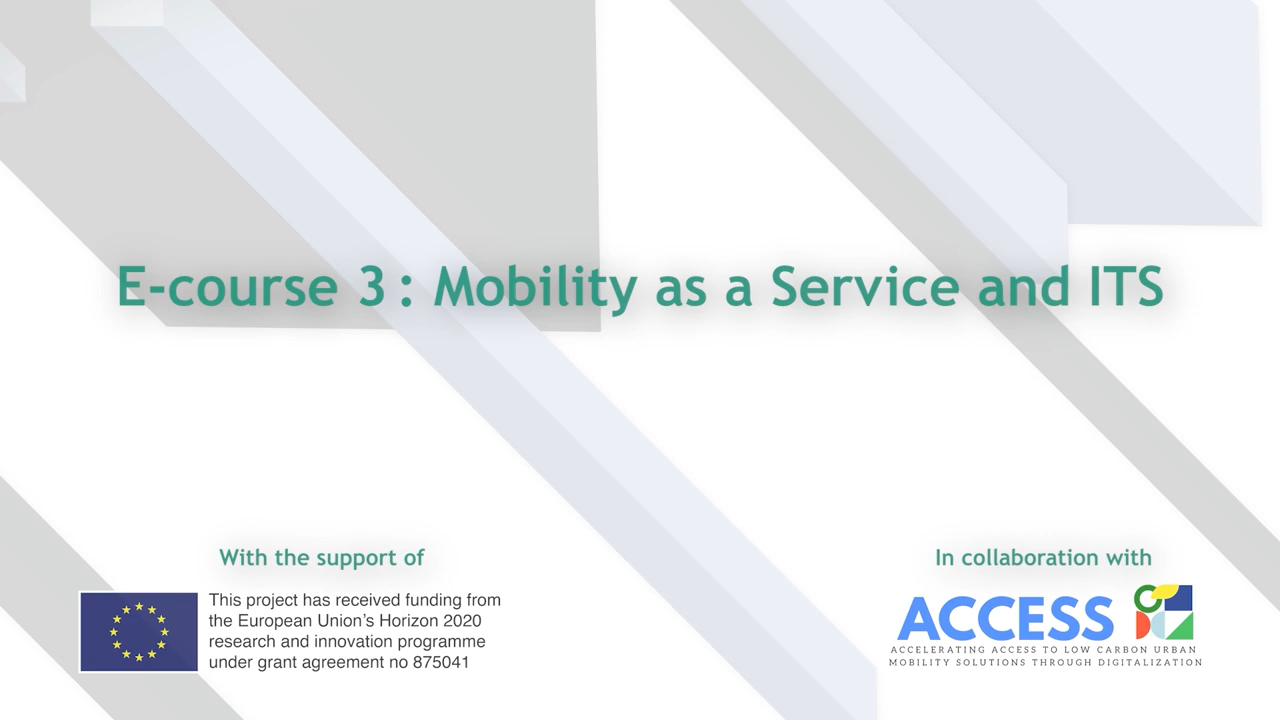 E-course 3 : Mobility as a Service and ITS
With the support of
This project has received funding from
the European Union's Horizon 2020
research and innovation programme
under grant agreement no 875041
In collaboration with
ACCESS
ACCELERATING ACCESS TO LOW CARBON URBAN
MOBILITY SOLUTIONS THROUGH DIGITALIZATION